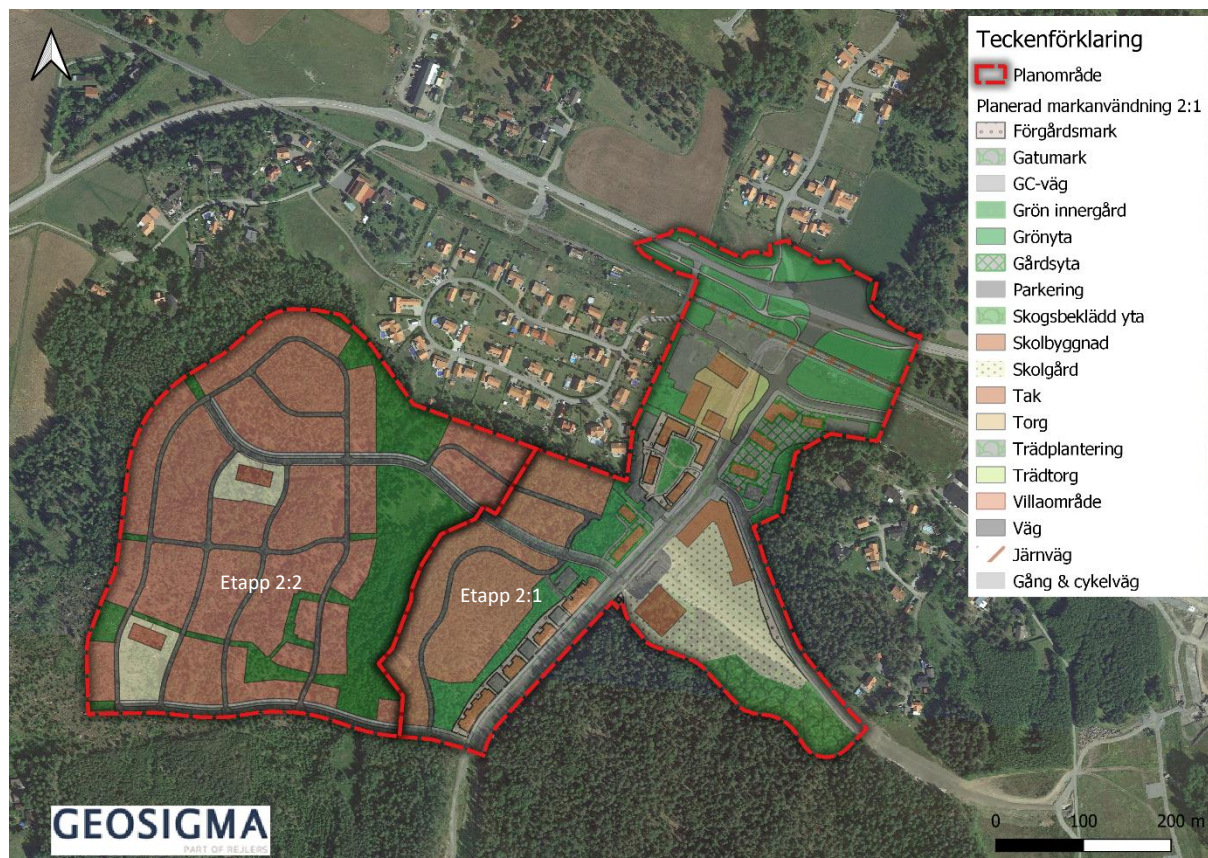 Teckenförklaring
Planområde
Planerad markanvändning 2:1
Förgårdsmark
Gatumark
GC-väg
Grön innergård
Grönyta
Gårdsyta
Parkering
Skogsbeklädd yta
Skolbyggnad
Skolgård
Tak
Torg
Trädplantering
Trädtorg
Villaområde
Väg
Järnväg
Gång & cykelväg
Etapp 2:2
Etapp 2:1
GEOSIGMA
PART OF REJLERS
0 100 200 m